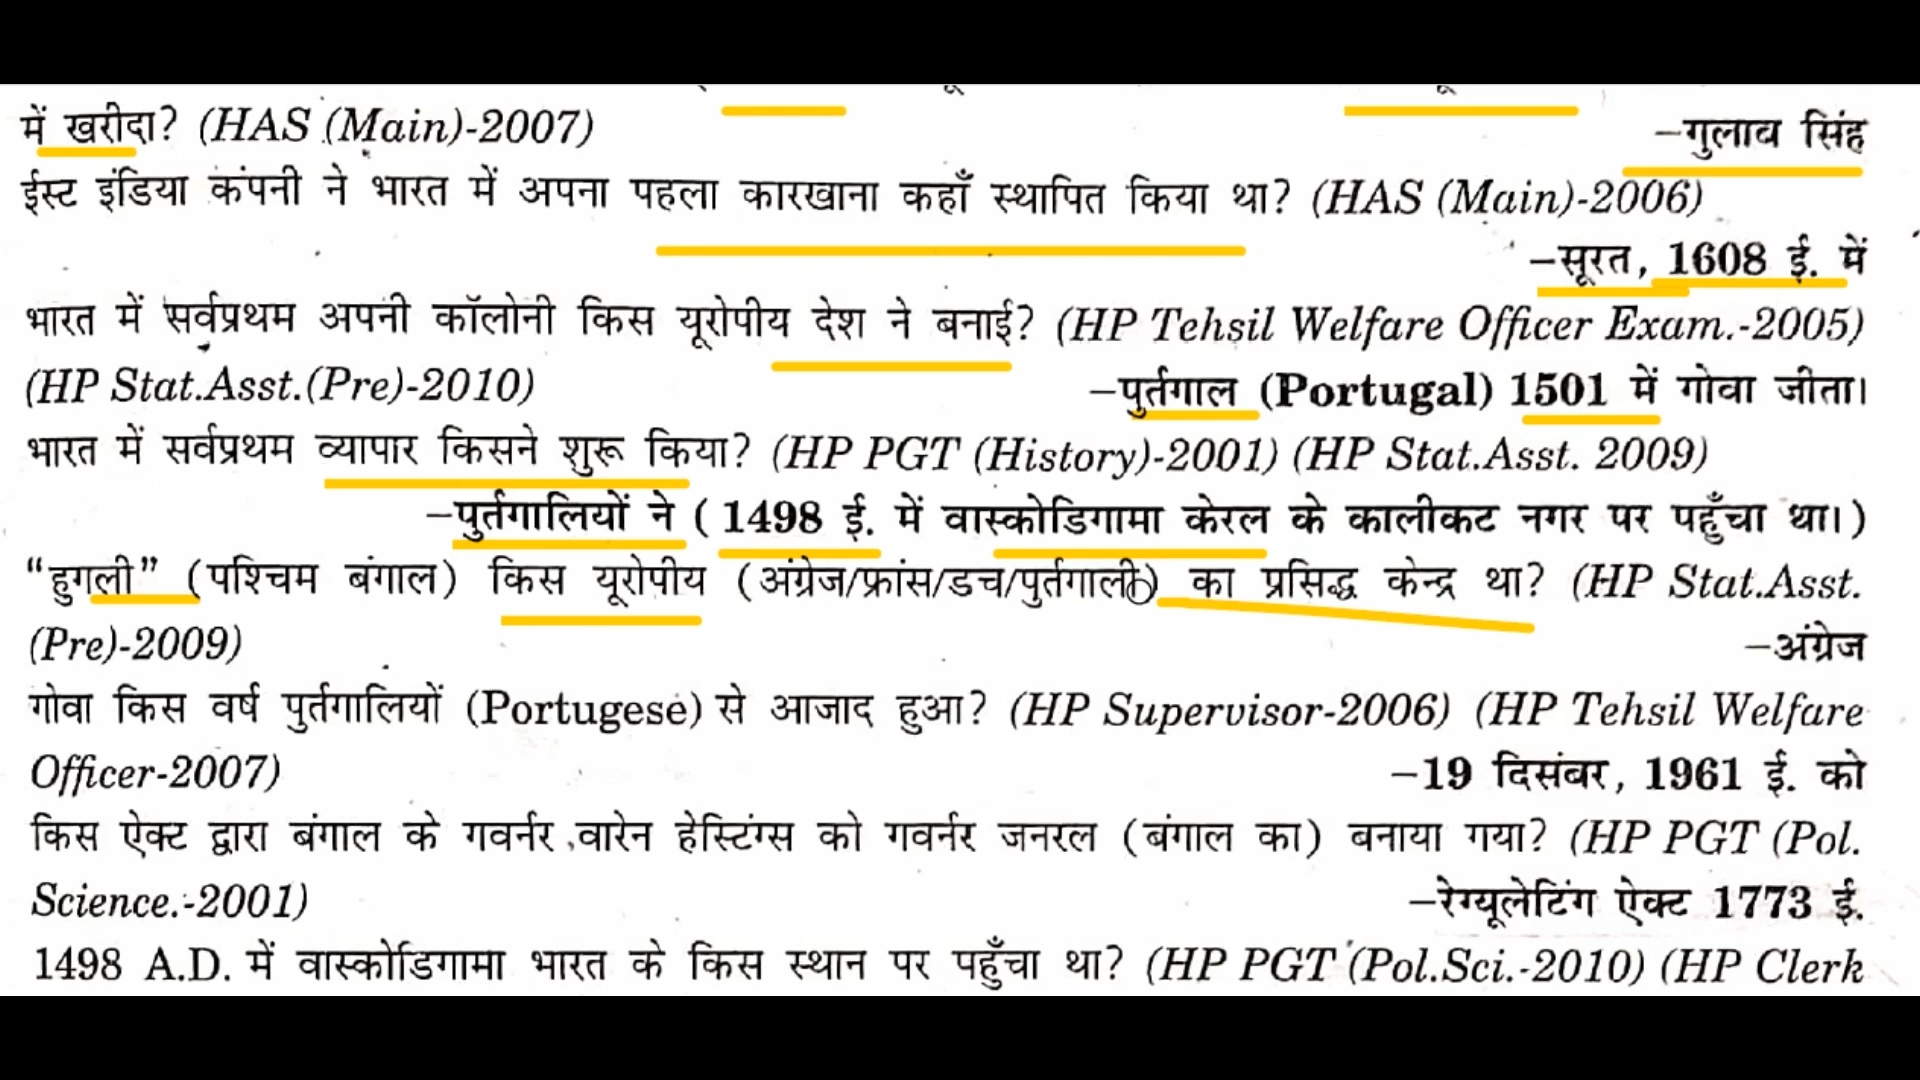 में खरीदा? (HAS (Main)-2007) –गुलाब सिंह
ईस्ट इंडिया कंपनी ने भारत में अपना पहला कारखाना कहाँ स्थापित किया था? (HAS (Main)-2006)
–सूरत, 1608 ई. में
भारत में सर्वप्रथम अपनी कॉलोनी किस यूरोपीय देश ने बनाई? (HP Tehsil Welfare Officer Exam.-2005)
(HP Stat.Asst.(Pre)-2010) –पुर्तगाल (Portugal) 1501 में गोवा जीता।
भारत में सर्वप्रथम व्यापार किसने शुरू किया? (HP PGT (History)-2001) (HP Stat.Asst. 2009)
–पुर्तगालियों ने ( 1498 ई. में वास्कोडिगामा केरल के कालीकट नगर पर पहुँचा था।)
“हुगली” (पश्चिम बंगाल) किस यूरोपीय (अंग्रेज/फ्रांस/डच/पुर्तगाली) का प्रसिद्ध केन्द्र था? (HP Stat.Asst.
(Pre)-2009) –अंग्रेज
गोवा किस वर्ष पुर्तगालियों (Portugese) से आजाद हुआ? (HP Supervisor-2006) (HP Tehsil Welfare
Officer-2007) –19 दिसंबर, 1961 ई. को
किस ऐक्ट द्वारा बंगाल के गवर्नर वारेन हेस्टिंग्स को गवर्नर जनरल (बंगाल का) बनाया गया? (HP PGT (Pol.
Science.-2001) –रेग्यूलेटिंग ऐक्ट 1773 ई.
1498 A.D. में वास्कोडिगामा भारत के किस स्थान पर पहुँचा था? (HP PGT (Pol.Sci.-2010) (HP Clerk